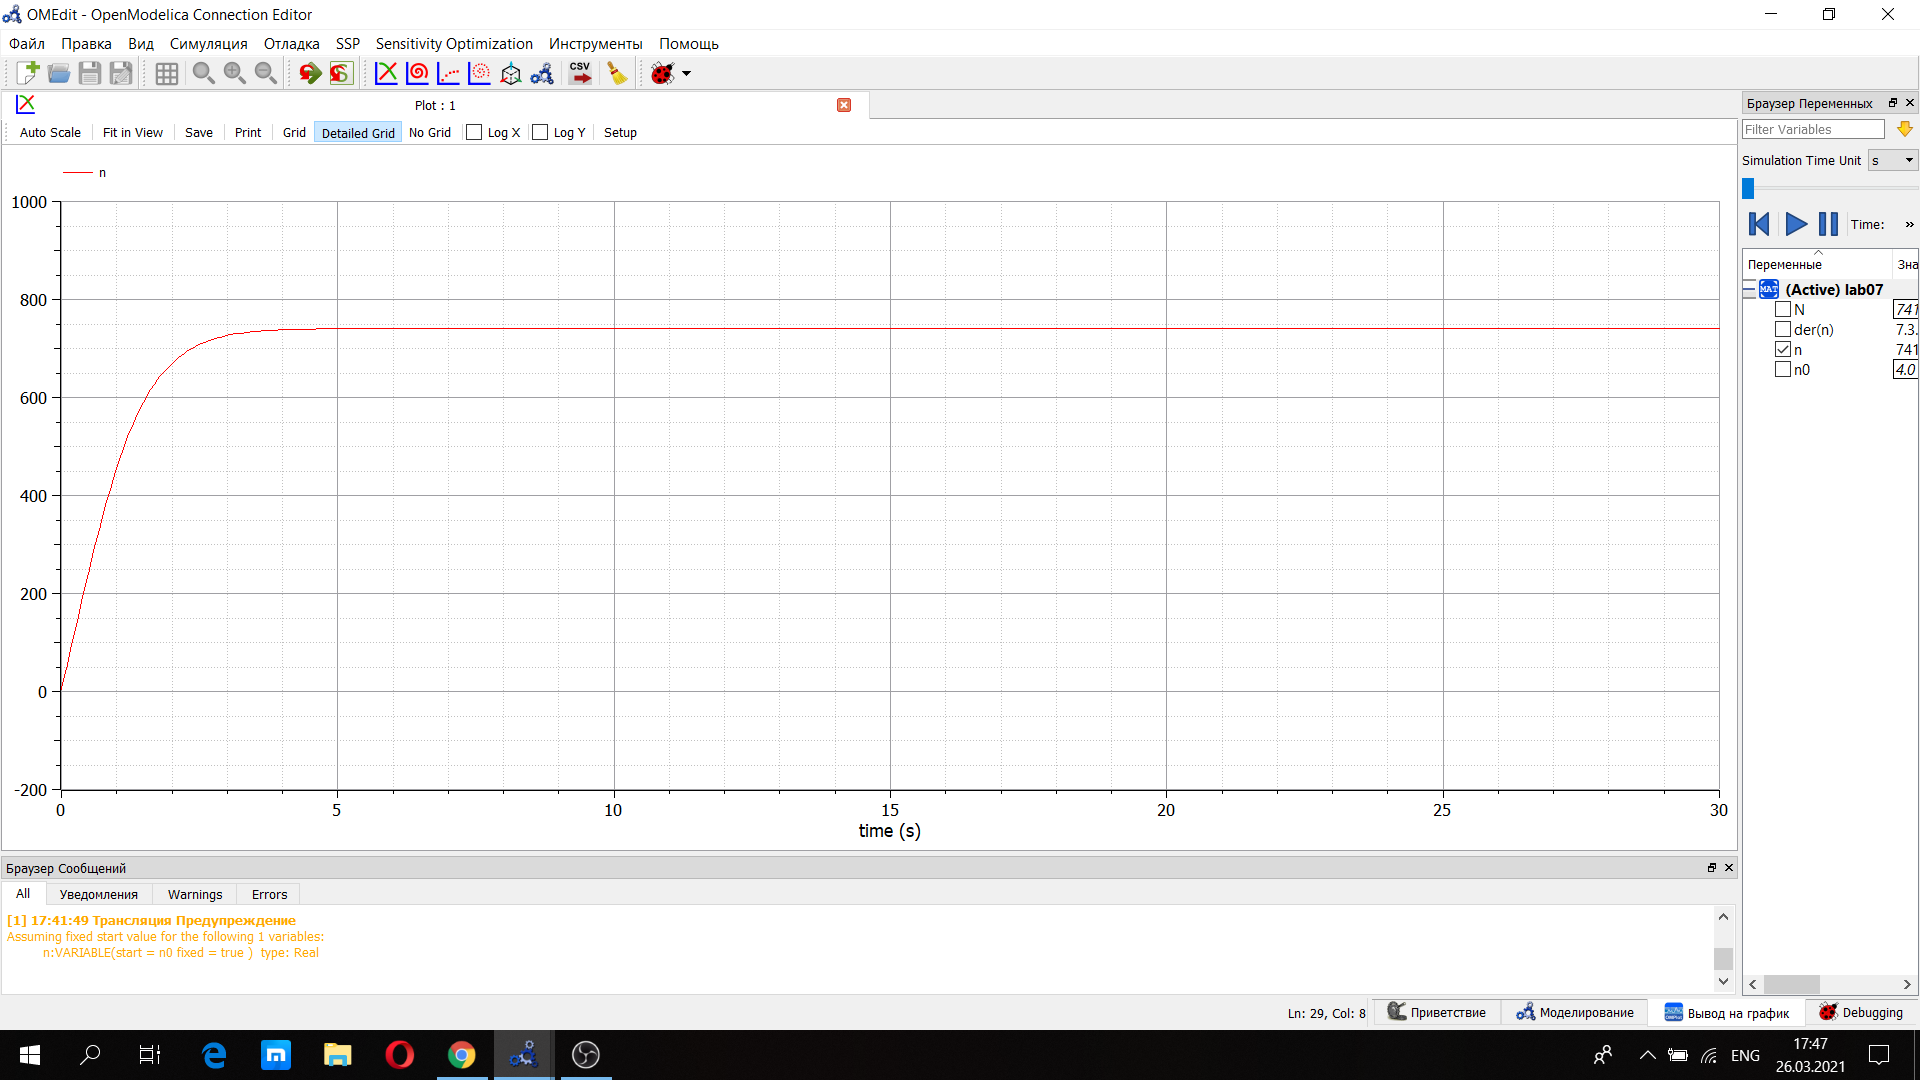 OMEdit - OpenModelica Connection Editor
Файл Правка Вид Симуляция Отладка SSP Sensitivity Optimization Инструменты Помощь
CSV
Plot : 1
Auto Scale Fit in View Save Print Grid Detailed Grid No Grid Log X Log Y Setup
n
1000
800
600
400
200
0
-200
0 5 10 15 20 25 30
time (s)
Браузер Переменных
Filter Variables
Simulation Time Unit s
Time: »
Переменные Зна
MAT (Active) lab07
N 741
der(n) 7.3.
n 741
n0 4.0
Браузер Сообщений
All Уведомления Warnings Errors
[1] 17:41:49 Трансляция Предупреждение
Assuming fixed start value for the following 1 variables:
n:VARIABLE(start = n0 fixed = true ) type: Real
Ln: 29, Col: 8 Приветствие Моделирование Вывод на график Debugging
ENG
17:47
26.03.2021